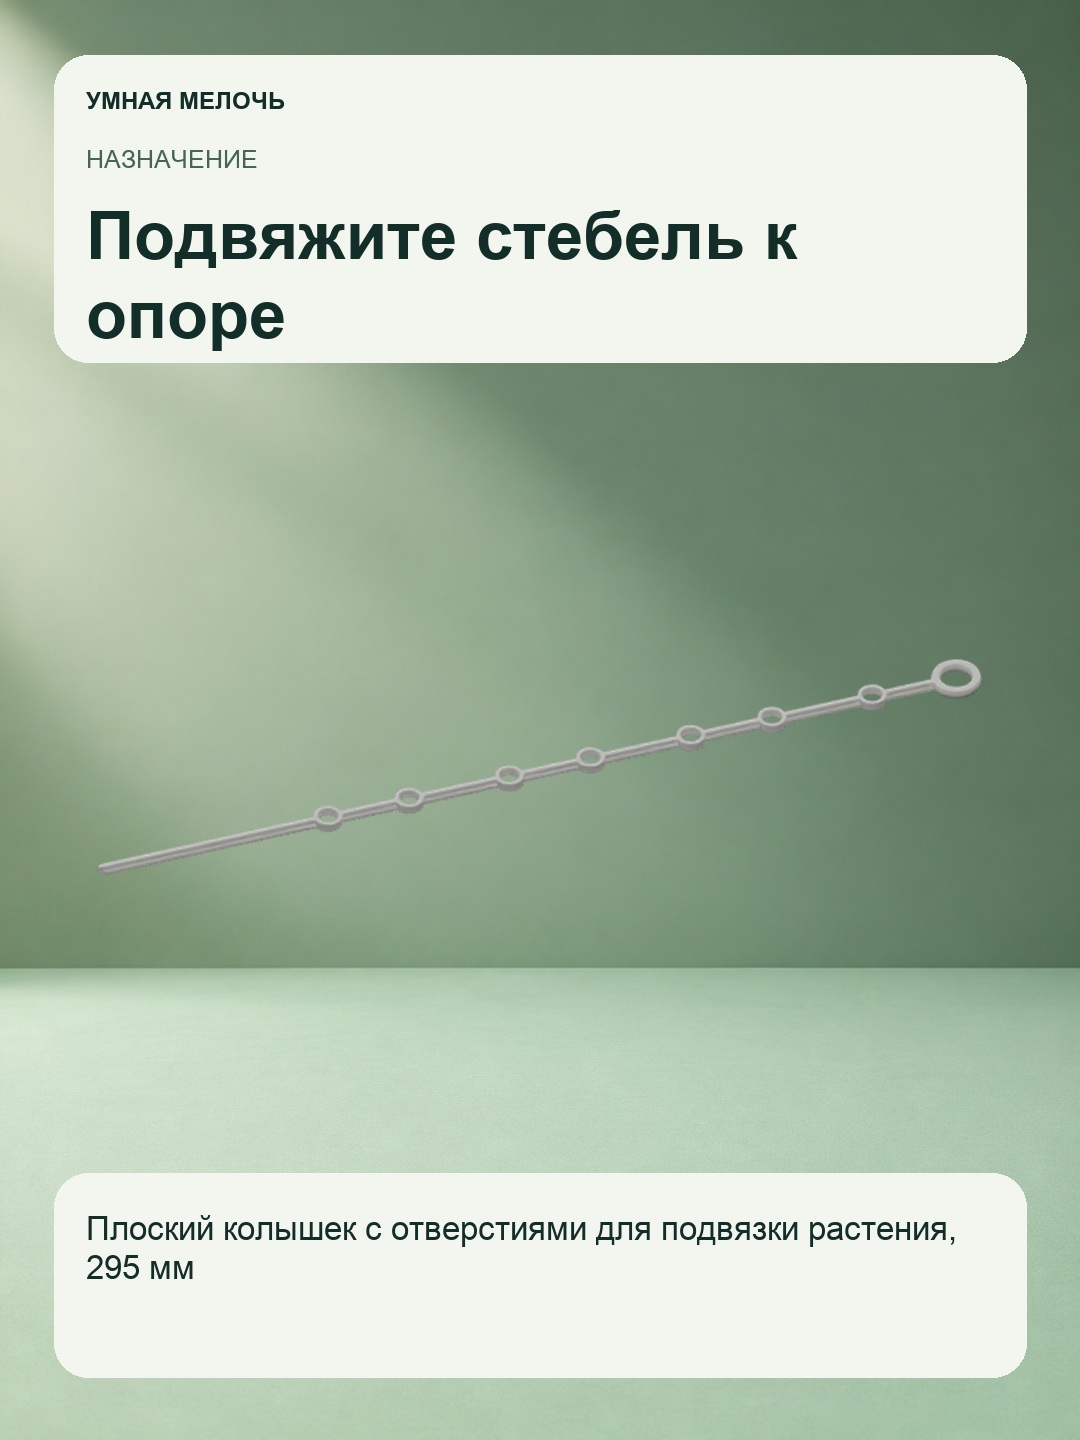 УМНАЯ МЕЛОЧЬ
НАЗНАЧЕНИЕ
Подвяжите стебель к
опоре
Плоский колышек с отверстиями для подвязки растения,
295 мм